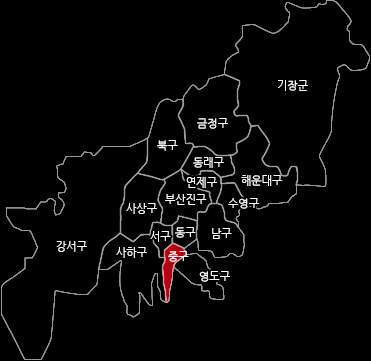 기장군
금정구
북구
동래구
연제구
해운대구
부산진구
수영구
사상구
서구
동구
남구
강서구
사하구
중구
영도구